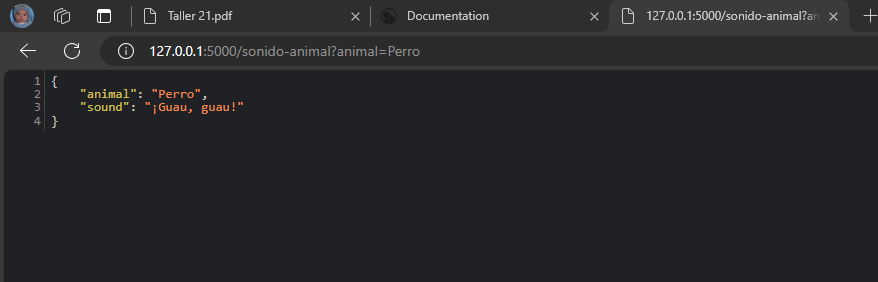 Taller 21.pdf
Documentation
127.0.0.1:5000/sonido-animal?an
127.0.0.1:5000/sonido-animal?animal=Perro
1 {
2 "animal": "Perro",
3 "sound": "¡Guau, guau!"
4 }